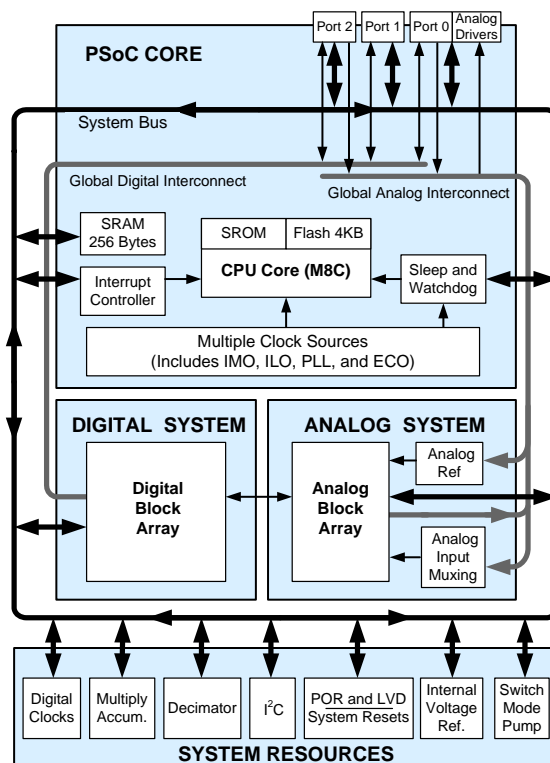 Port 2
Port 1
Port 0
Analog
Drivers
PSoC CORE
System Bus
Global Digital Interconnect
Global Analog Interconnect
SRAM
256 Bytes
SROM
Flash 4KB
CPU Core (M8C)
Interrupt
Controller
Sleep and
Watchdog
Multiple Clock Sources
(Includes IMO, ILO, PLL, and ECO)
DIGITAL SYSTEM
ANALOG SYSTEM
Digital
Block
Array
Analog
Block
Array
Analog
Ref
Analog
Input
Muxing
Digital
Clocks
Multiply
Accum.
Decimator
I²C
POR and LVD
System Resets
Internal
Voltage
Ref.
Switch
Mode
Pump
SYSTEM RESOURCES